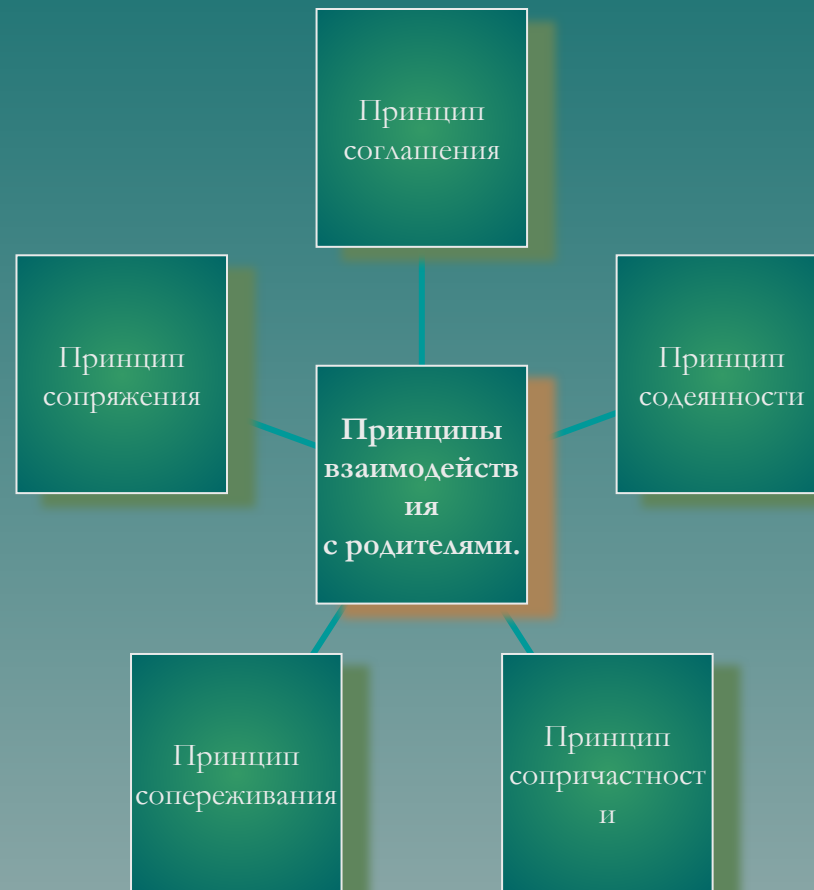 Принцип
соглашения
Принцип
сопряжения
Принцип
содеянности
Принципы
взаимодейств
ия
с родителями.
Принцип
сопереживания
Принцип
сопричастност
и